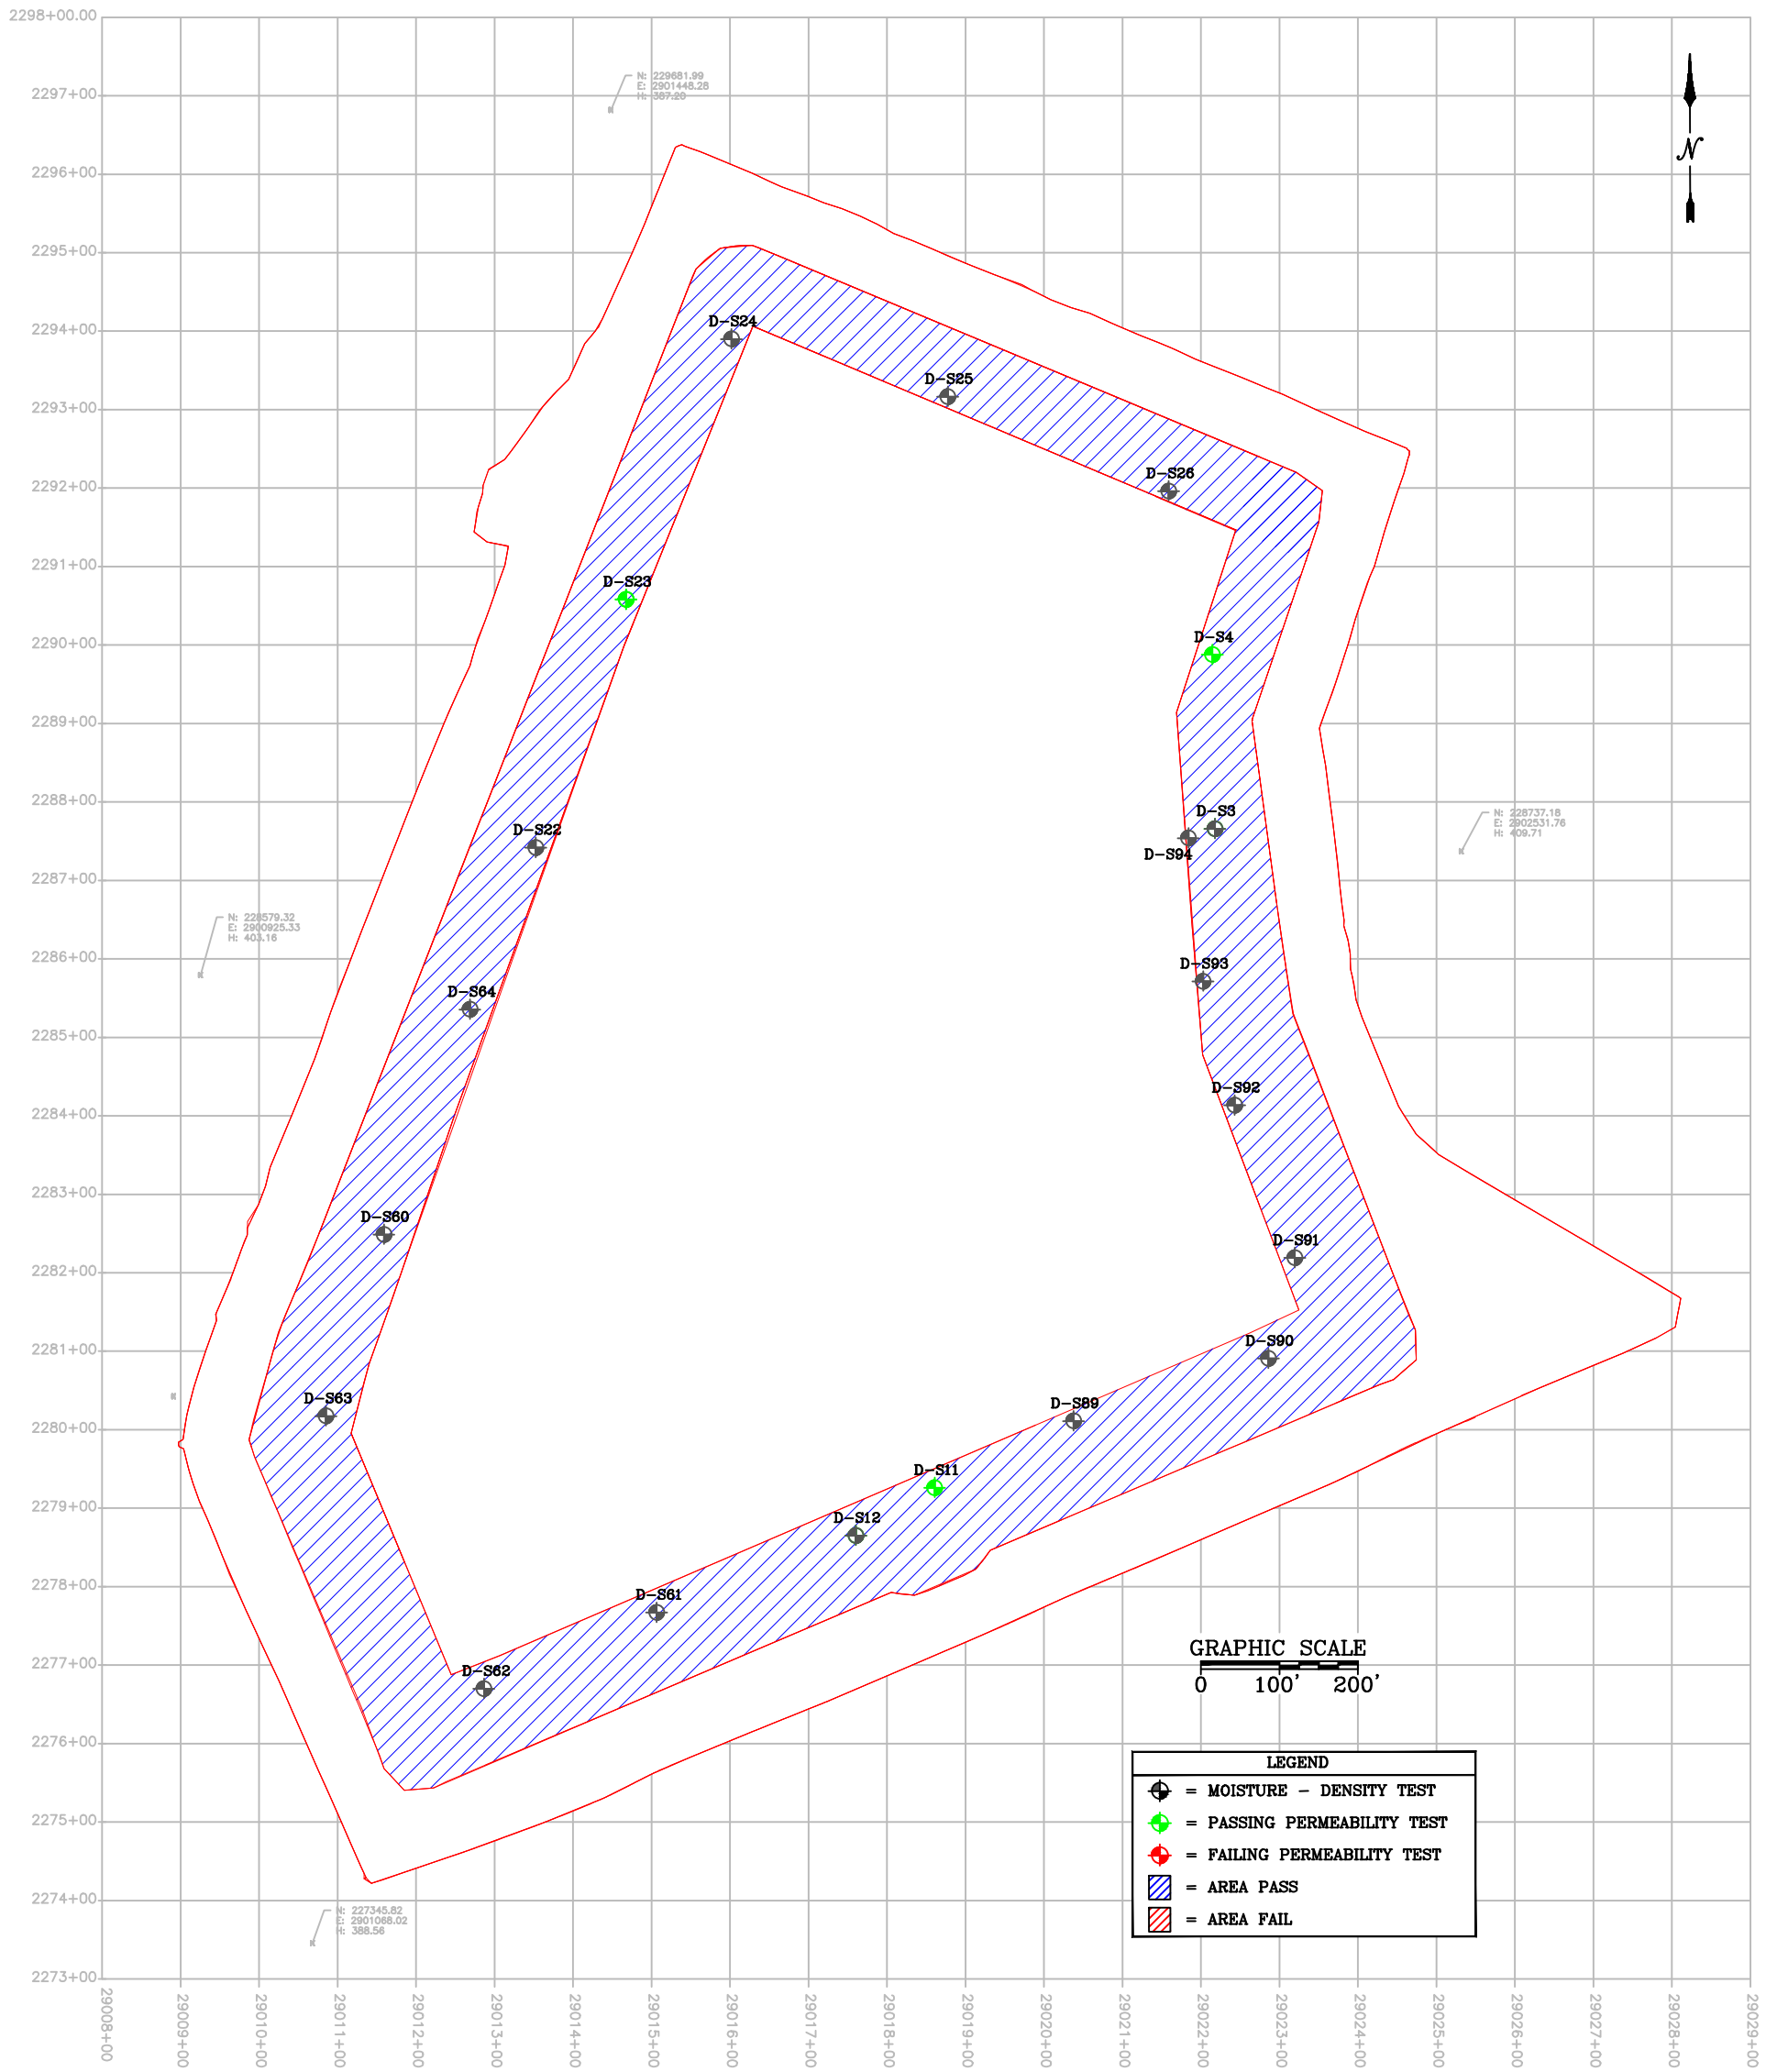 2298+00.00
N: 229681.99
E: 2901448.28
H: 387.20
2297+00
N
2296+00
2295+00
D-S24
2294+00
D-S25
2293+00
D-S26
2292+00
2291+00
D-S23
D-S4
2290+00
2289+00
D-S3
N: 228737.18
E: 2902531.76
H: 409.71
2288+00
D-S22
D-S94
2287+00
N: 228579.32
E: 2900925.33
H: 403.16
2286+00
D-S93
D-S64
2285+00
D-S92
2284+00
2283+00
D-S60
D-S91
2282+00
2281+00
D-S90
D-S63
D-S89
2280+00
D-S11
2279+00
D-S12
2278+00
D-S61
2277+00
D-S62
GRAPHIC SCALE
0 100' 200'
2276+00
LEGEND
= MOISTURE - DENSITY TEST
= PASSING PERMEABILITY TEST
= FAILING PERMEABILITY TEST
= AREA PASS
= AREA FAIL
2275+00
2274+00
N: 227345.82
E: 2901068.02
H: 388.56
2273+00
29008+00
29009+00
29010+00
29011+00
29012+00
29013+00
29014+00
29015+00
29016+00
29017+00
29018+00
29019+00
29020+00
29021+00
29022+00
29023+00
29024+00
29025+00
29026+00
29027+00
29028+00
29029+00